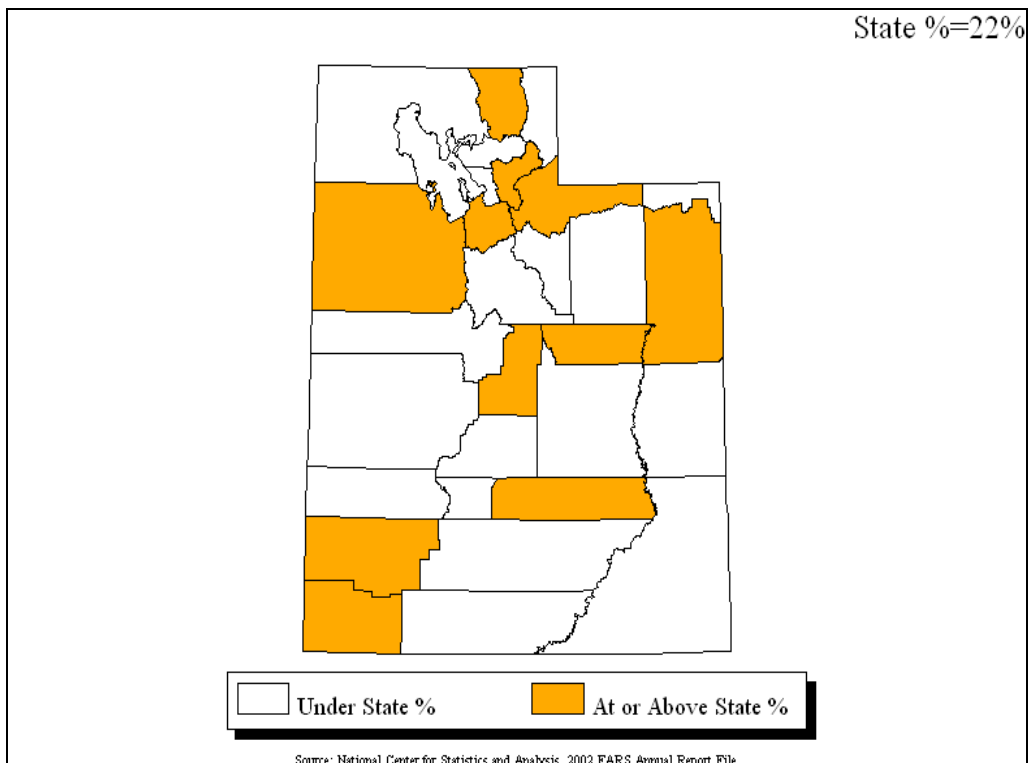 State %=22%
Under State %
At or Above State %
Source: National Center for Statistics and Analysis, 2002 FARS Annual Report File